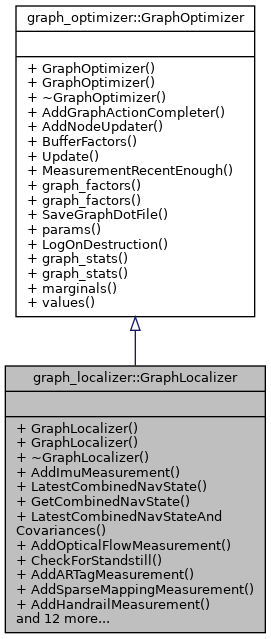 graph_optimizer::GraphOptimizer
+ GraphOptimizer()
+ GraphOptimizer()
+ ~GraphOptimizer()
+ AddGraphActionCompleter()
+ AddNodeUpdater()
+ BufferFactors()
+ Update()
+ MeasurementRecentEnough()
+ graph_factors()
+ graph_factors()
+ SaveGraphDotFile()
+ params()
+ LogOnDestruction()
+ graph_stats()
+ graph_stats()
+ marginals()
+ values()
graph_localizer::GraphLocalizer
+ GraphLocalizer()
+ GraphLocalizer()
+ ~GraphLocalizer()
+ AddImuMeasurement()
+ LatestCombinedNavState()
+ GetCombinedNavState()
+ LatestCombinedNavStateAnd
Covariances()
+ AddOpticalFlowMeasurement()
+ CheckForStandstill()
+ AddARTagMeasurement()
+ AddSparseMappingMeasurement()
+ AddHandrailMeasurement()
and 12 more...